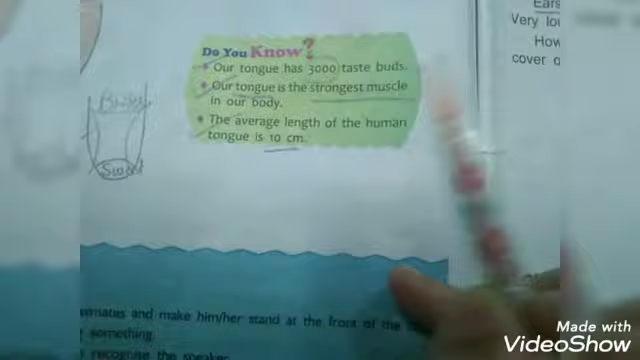 Ears
Very lo
How
cover o
Do You Know?
• Our tongue has 3000 taste buds.
• Our tongue is the strongest muscle
in our body.
• The average length of the human
tongue is 10 cm.
Sweet
mates and make him/her stand at the front of the
something.
recognise the speaker
Made with
VideoShow